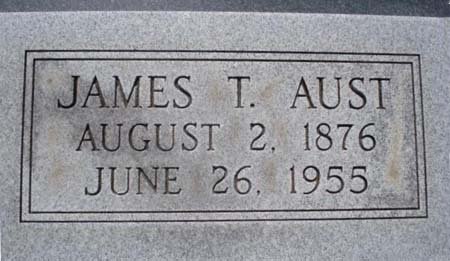 JAMES T. AUST
AUGUST 2, 1876
JUNE 26, 1955